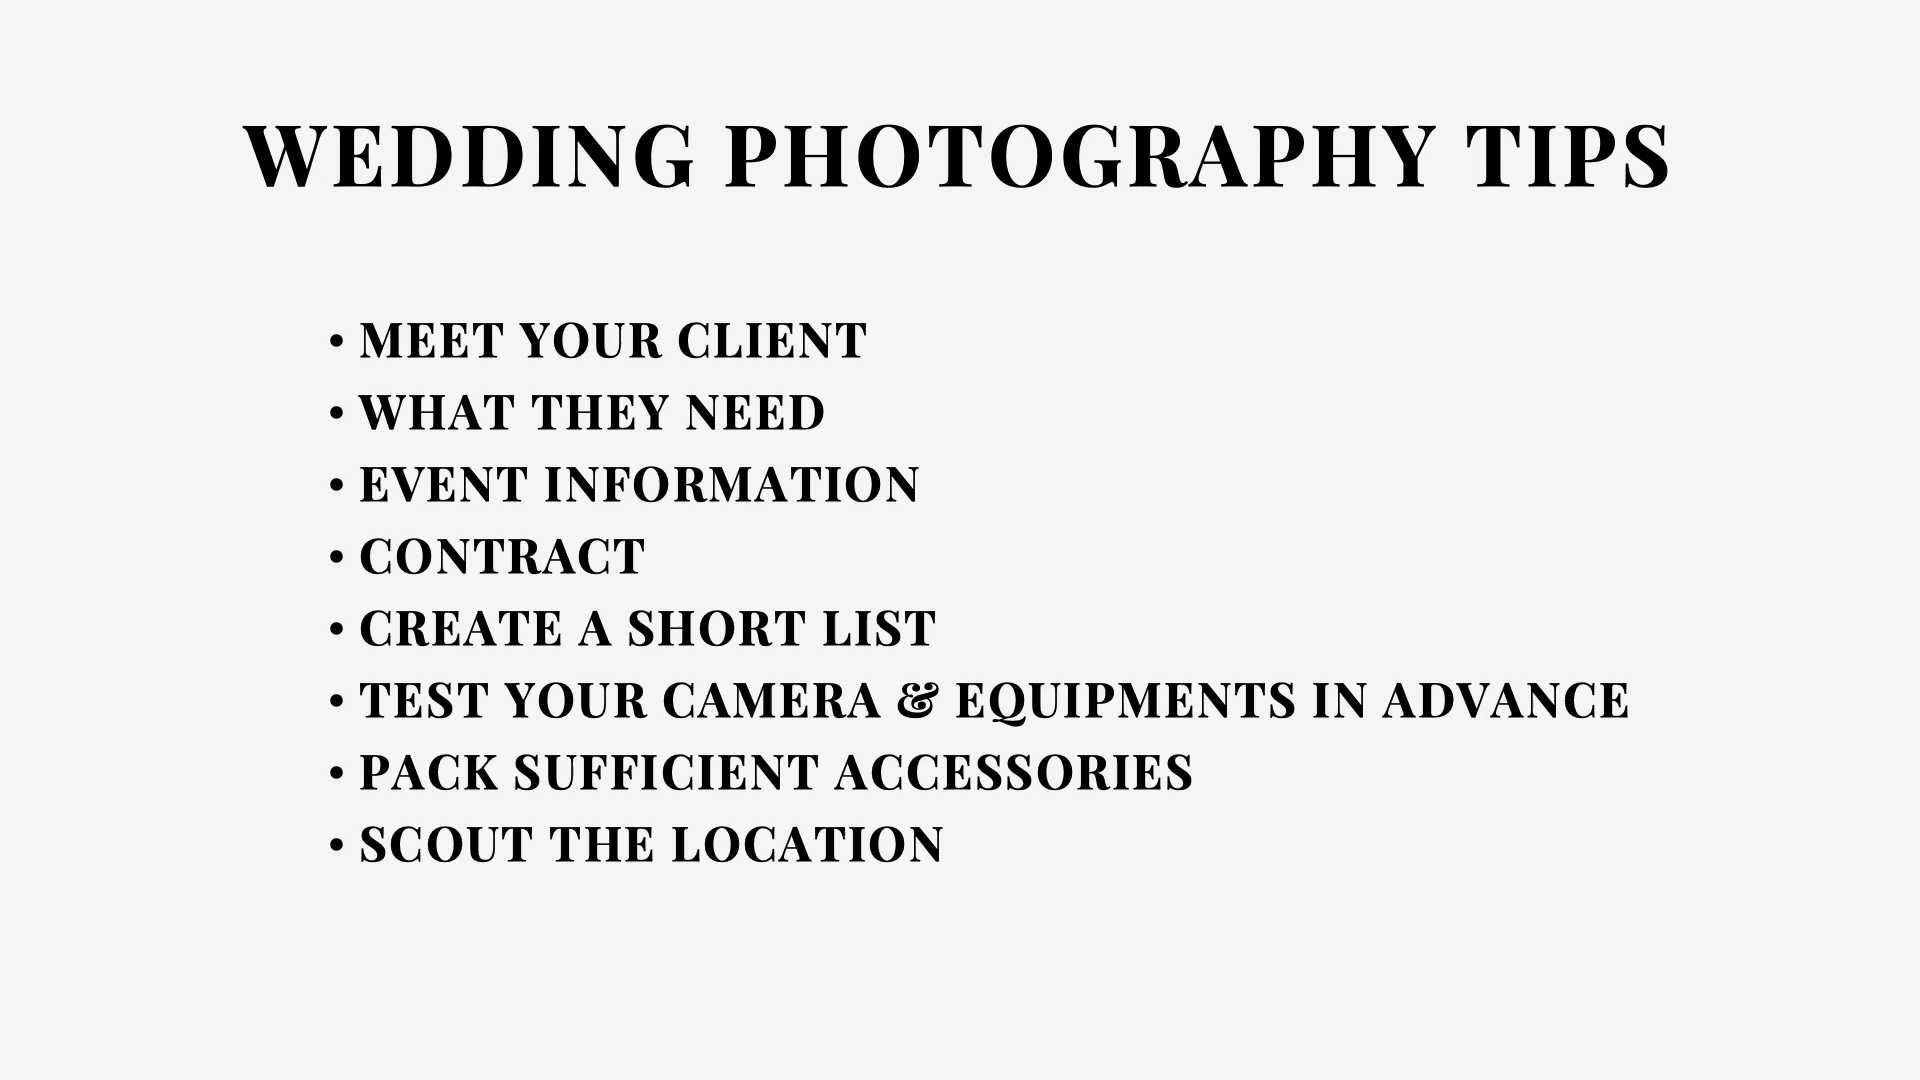 WEDDING PHOTOGRAPHY TIPS
• MEET YOUR CLIENT
• WHAT THEY NEED
• EVENT INFORMATION
• CONTRACT
• CREATE A SHORT LIST
• TEST YOUR CAMERA & EQUIPMENTS IN ADVANCE
• PACK SUFFICIENT ACCESSORIES
• SCOUT THE LOCATION